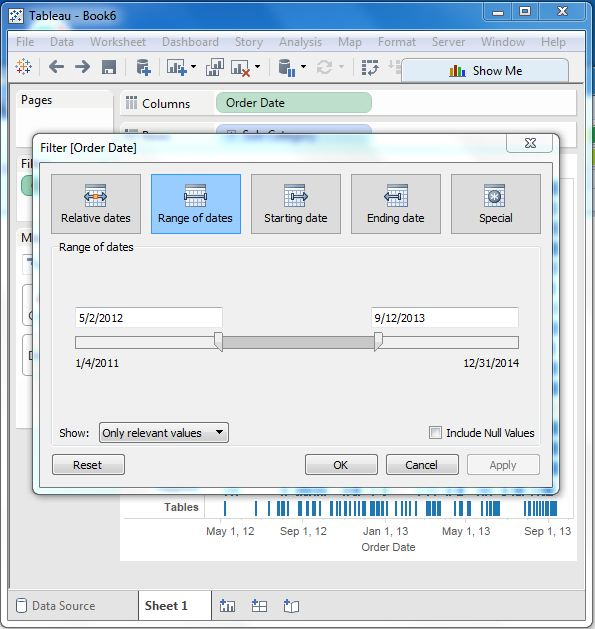 Tableau - Book6
File Data Worksheet Dashboard Story Analysis Map Format Server Window Help
Show Me
Pages
Columns
Order Date
Filter [Order Date]
Relative dates
Range of dates
Starting date
Ending date
Special
Range of dates
5/2/2012
9/12/2013
1/4/2011
12/31/2014
Show: Only relevant values
Include Null Values
Reset
OK
Cancel
Apply
Tables
May 1, 12 Sep 1, 12 Jan 1, 13 May 1, 13 Sep 1, 13
Order Date
Data Source
Sheet 1